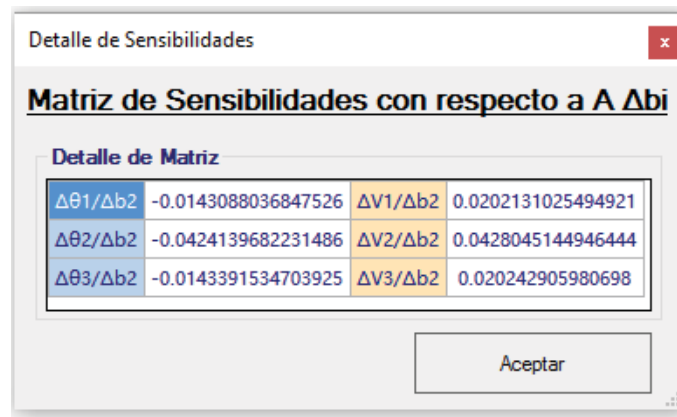 Detalle de Sensibilidades
x
Matriz de Sensibilidades con respecto a A Δbi
Detalle de Matriz
Δθ1/Δb2 -0.0143088036847526 ΔV1/Δb2 0.0202131025494921
Δθ2/Δb2 -0.0424139682231486 ΔV2/Δb2 0.0428045144946444
Δθ3/Δb2 -0.0143391534703925 ΔV3/Δb2 0.020242905980698
Aceptar